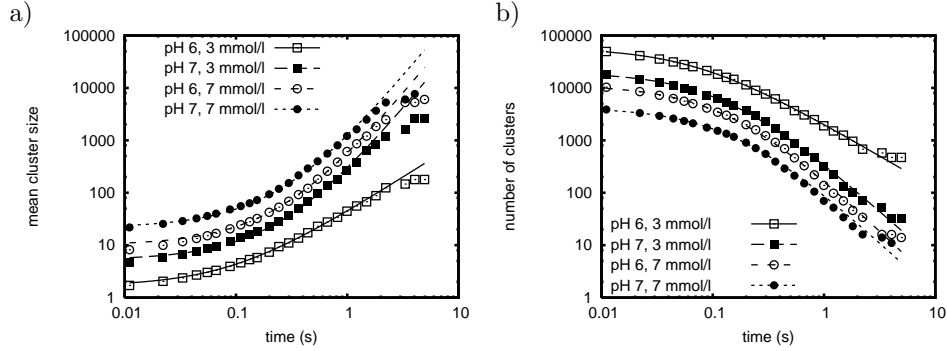 a)
100000
10000
1000
100
10
1
mean cluster size
pH 6, 3 mmol/l
pH 7, 3 mmol/l
pH 6, 7 mmol/l
pH 7, 7 mmol/l
0.01
0.1
1
10
time (s)
b)
100000
10000
1000
100
10
1
number of clusters
pH 6, 3 mmol/l
pH 7, 3 mmol/l
pH 6, 7 mmol/l
pH 7, 7 mmol/l
0.01
0.1
1
10
time (s)